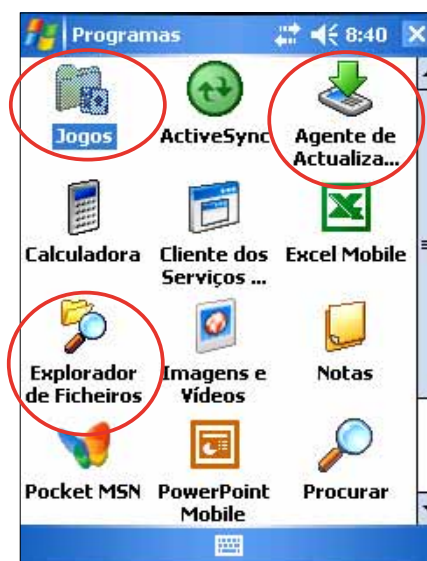 Programas 8:40
Jogos
ActiveSync
Agente de
Actualiza...
Calculadora
Cliente dos
Serviços ...
Excel Mobile
Explorador
de Ficheiros
Imagens e
Vídeos
Notas
Pocket MSN
PowerPoint
Mobile
Procurar